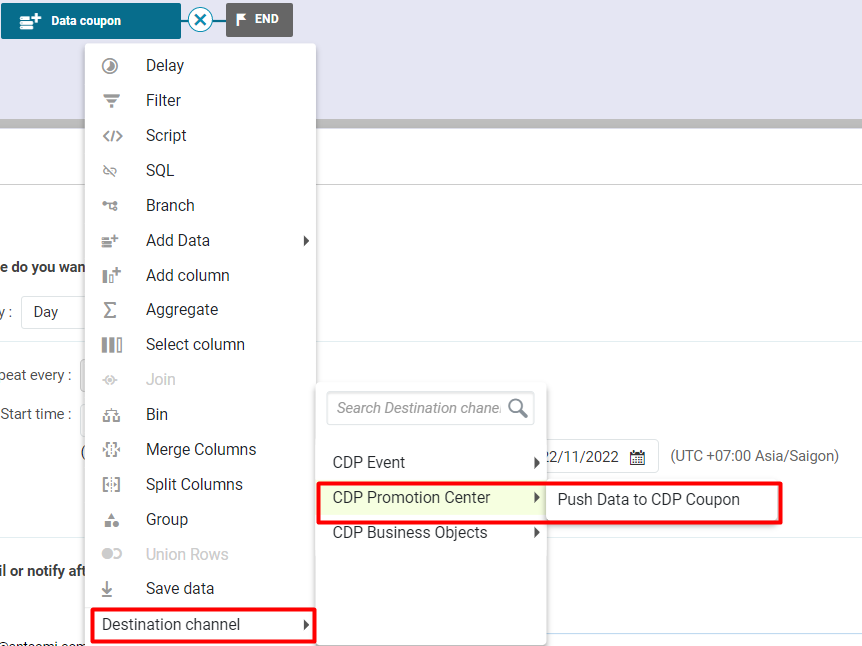 Data coupon
END
Delay
Filter
Script
SQL
Branch
Add Data
e do you wan
Add column
y :
Day
Aggregate
Select column
peat every :
Join
Start time :
Bin
(
Search Destination chanel
Merge Columns
22/11/2022
(UTC +07:00 Asia/Saigon)
CDP Event
Split Columns
CDP Promotion Center
Push Data to CDP Coupon
Group
CDP Business Objects
Union Rows
il or notify aft
Save data
Destination channel